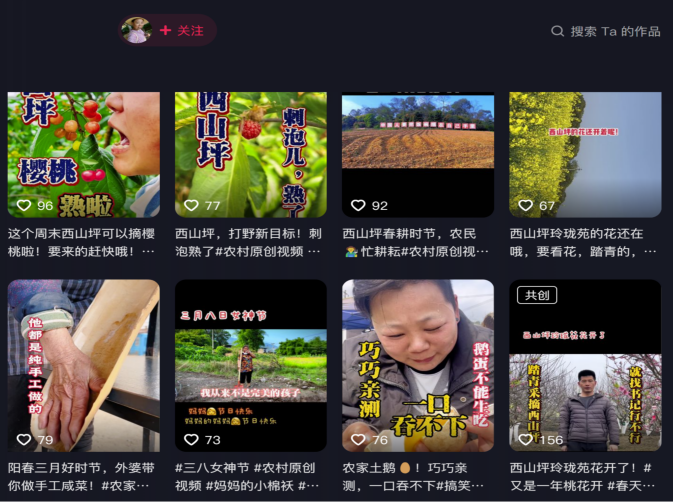 关注
搜索 Ta 的作品
西山坪
樱桃
熟啦
96
西山坪
刺泡儿，熟了
77
92
西山坪的花还开着呢！
67
这个周末西山坪可以摘樱
桃啦！要来的赶快哦！…
西山坪，打野新目标！刺
泡熟了#农村原创视频 …
西山坪春耕时节，农民
👨‍🌾忙耕耘#农村原创视…
西山坪玲珑苑的花还在
哦，要看花，踏青的，…
他都是纯手工做的
79
三月八日女神节
我从来不是完美的孩子
妈妈🙆节日快乐
妈妈的妈妈🙆节日快乐
73
巧巧亲测
一口
吞不下
鹅蛋不能生吃
76
共创
西山坪玲珑苑花开了
踏青采摘西山坪
就找书记行不行
156
阳春三月好时节，外婆带
你做手工咸菜！#农家…
#三八女神节 #农村原创
视频 #妈妈的小棉袄 #…
农家土鹅🥚！巧巧亲
测，一口吞不下#搞笑…
西山坪玲珑苑花开了！#
又是一年桃花开 #春天…